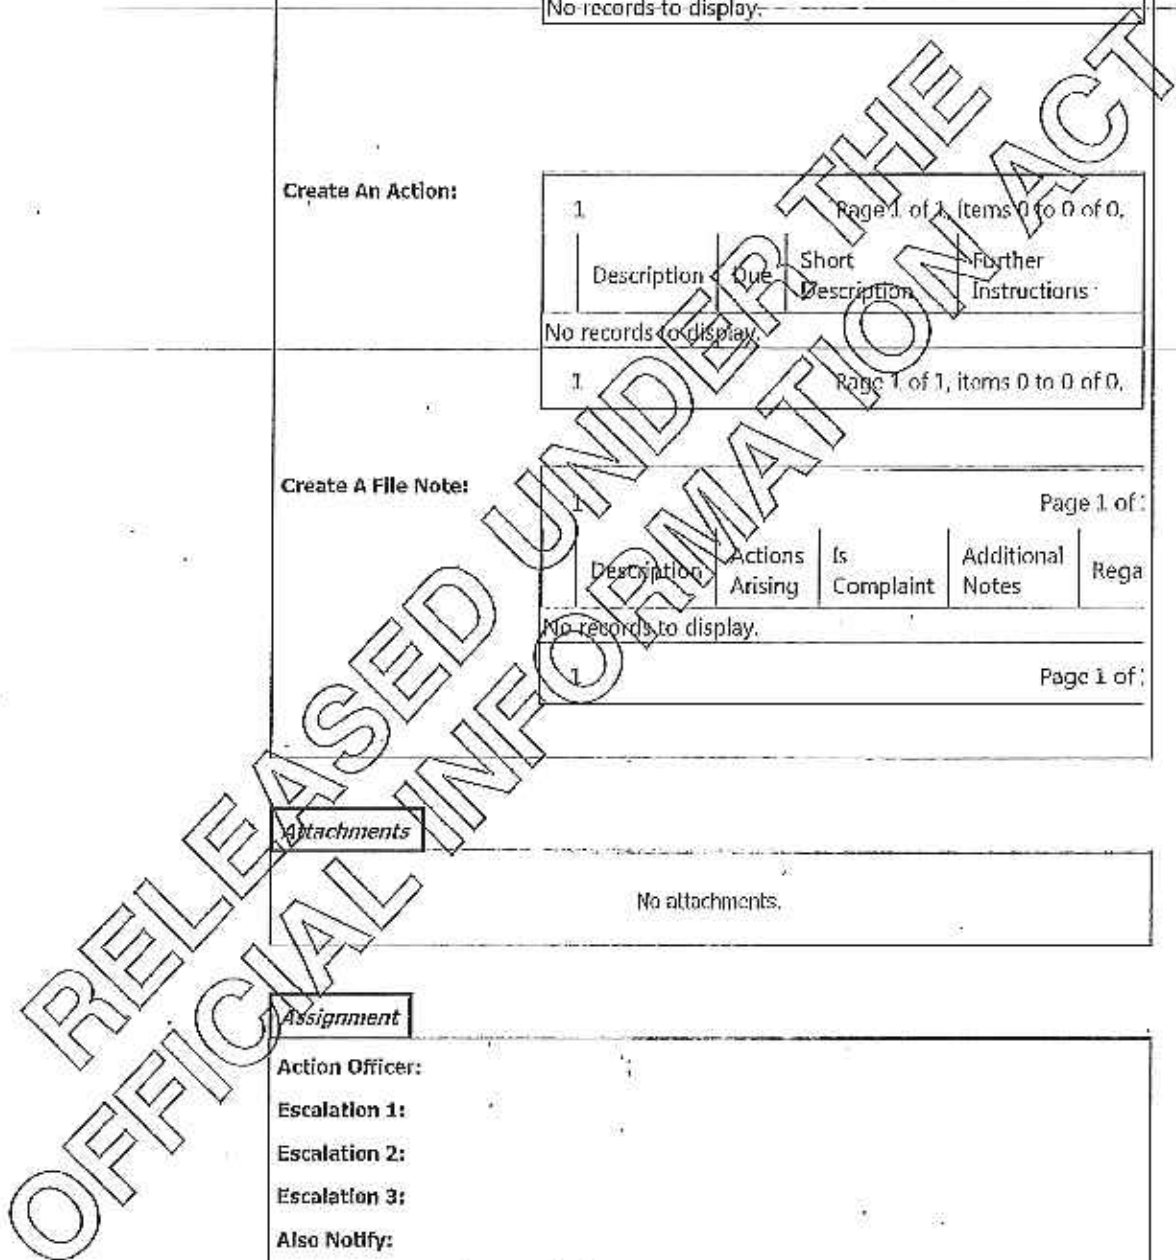 No records to display.
Create An Action:
1 Page 1 of 1, items 0 to 0 of 0.
Description Due Short Description Further Instructions
No records to display.
1 Page 1 of 1, items 0 to 0 of 0.
Create A File Note:
1 Page 1 of
Description Actions Arising Is Complaint Additional Notes Rega
No records to display.
1 Page 1 of
Attachments
No attachments.
Assignment
Action Officer:
Escalation 1:
Escalation 2:
Escalation 3:
Also Notify:
RELEASED UNDER THE
OFFICIAL INFORMATION ACT